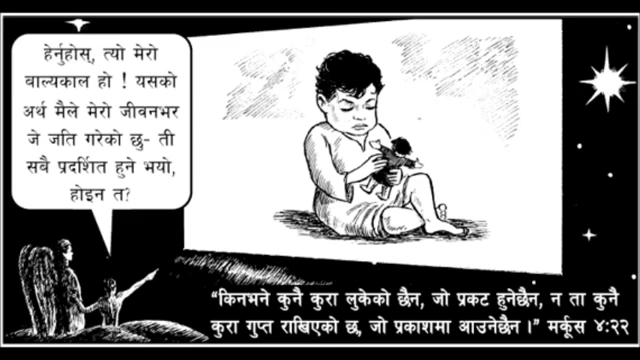 हेर्नुहोस्, त्यो मेरो
बाल्यकाल हो ! यसको
अर्थ मैले मेरो जीवनभर
जे जति गरेको छु- ती
सबै प्रदर्शित हुने भयो,
होइन त?
“किनभने कुनै कुरा लुकेको छैन, जो प्रकट हुनेछैन, न ता कुनै
कुरा गुप्त राखिएको छ, जो प्रकाशमा आउनेछैन ।” मर्कूस ४:२२